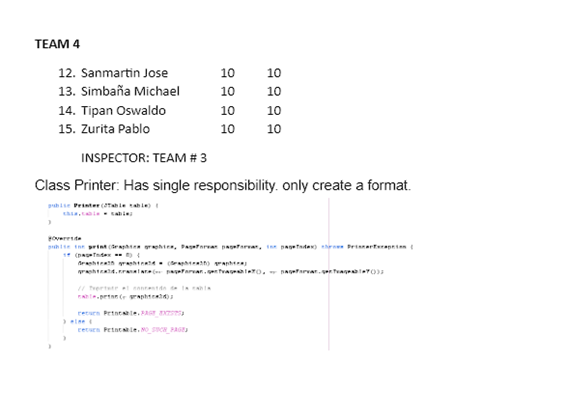 TEAM 4
12. Sanmartin Jose 10 10
13. Simbaña Michael 10 10
14. Tipan Oswaldo 10 10
15. Zurita Pablo 10 10
INSPECTOR: TEAM # 3
Class Printer: Has single responsibility. only create a format.
public Printer(JTable table) {
this.table = table;
}
@Override
public int print(Graphics graphics, PageFormat pageFormat, int pageIndex) throws PrinterException {
if (pageIndex == 0) {
Graphics2D graphics2d = (Graphics2D) graphics;
graphics2d.translate( pageFormat.getImageableX(), pageFormat.getImageableY());
// Imprimir el contenido de la tabla
table.print( graphics2d);
return Printable.PAGE_EXISTS;
} else {
return Printable.NO_SUCH_PAGE;
}
}